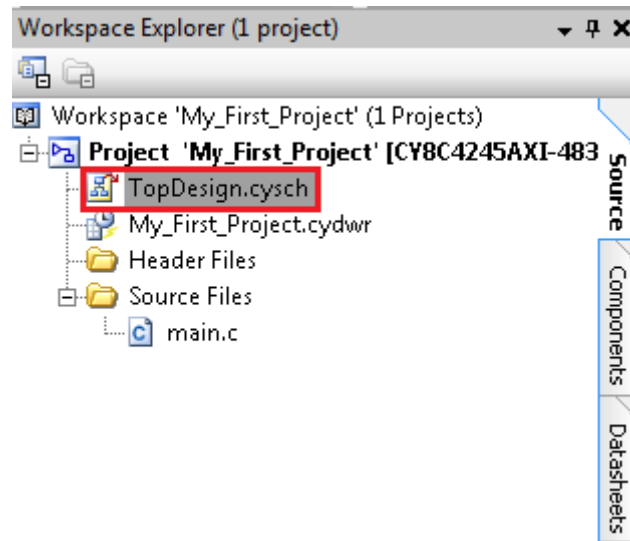 Workspace Explorer (1 project)
Workspace 'My_First_Project' (1 Projects)
Project 'My_First_Project' [CY8C4245AXI-483
TopDesign.cysch
My_First_Project.cydwr
Header Files
Source Files
main.c
Source
Components
Datasheets